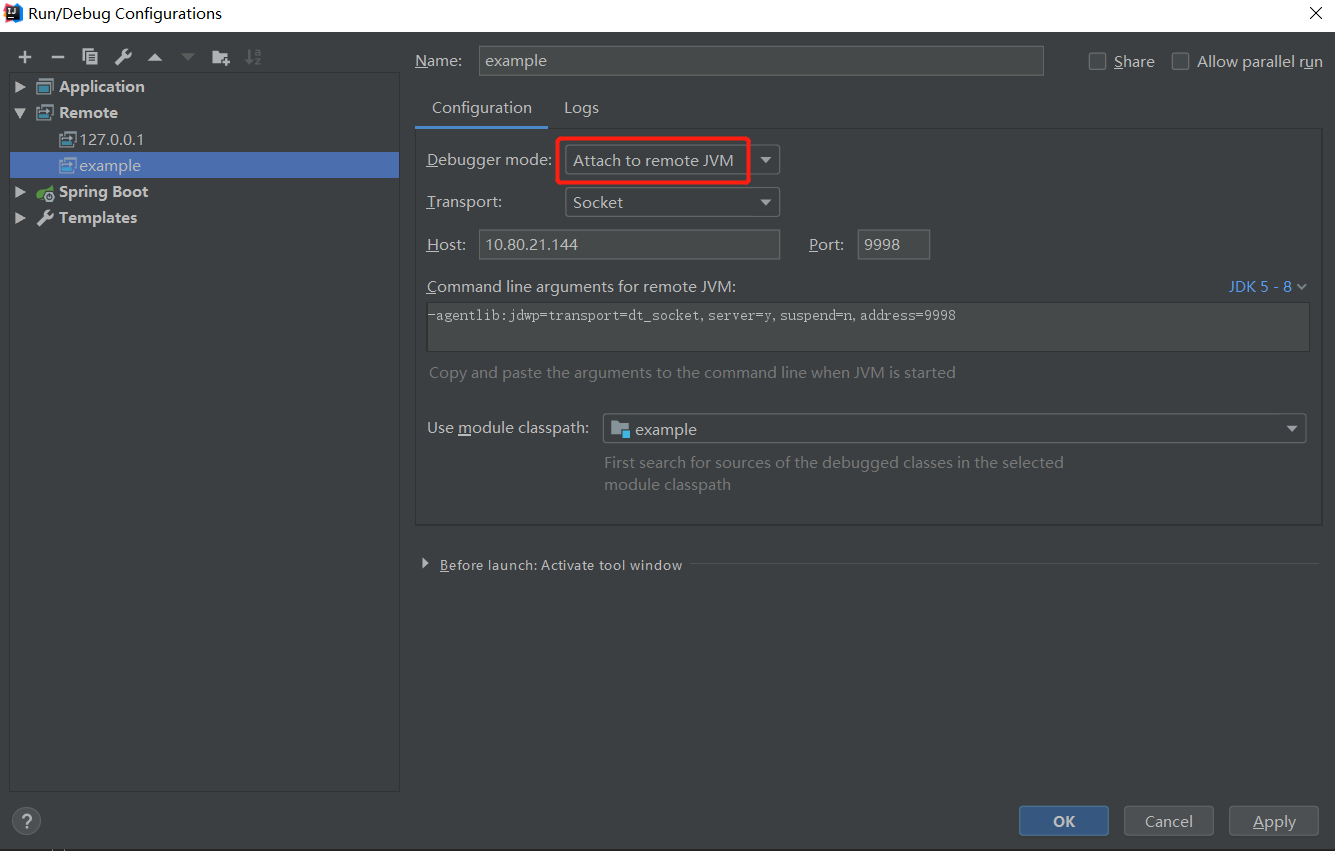 Run/Debug Configurations
Application
Remote
127.0.0.1
example
Spring Boot
Templates
Name: example
Share
Allow parallel run
Configuration
Logs
Debugger mode: Attach to remote JVM
Transport: Socket
Host: 10.80.21.144
Port: 9998
Command line arguments for remote JVM:
JDK 5 - 8
-agentlib:jdwp=transport=dt_socket,server=y,suspend=n,address=9998
Copy and paste the arguments to the command line when JVM is started
Use module classpath: example
First search for sources of the debugged classes in the selected
module classpath
Before launch: Activate tool window
?
OK
Cancel
Apply